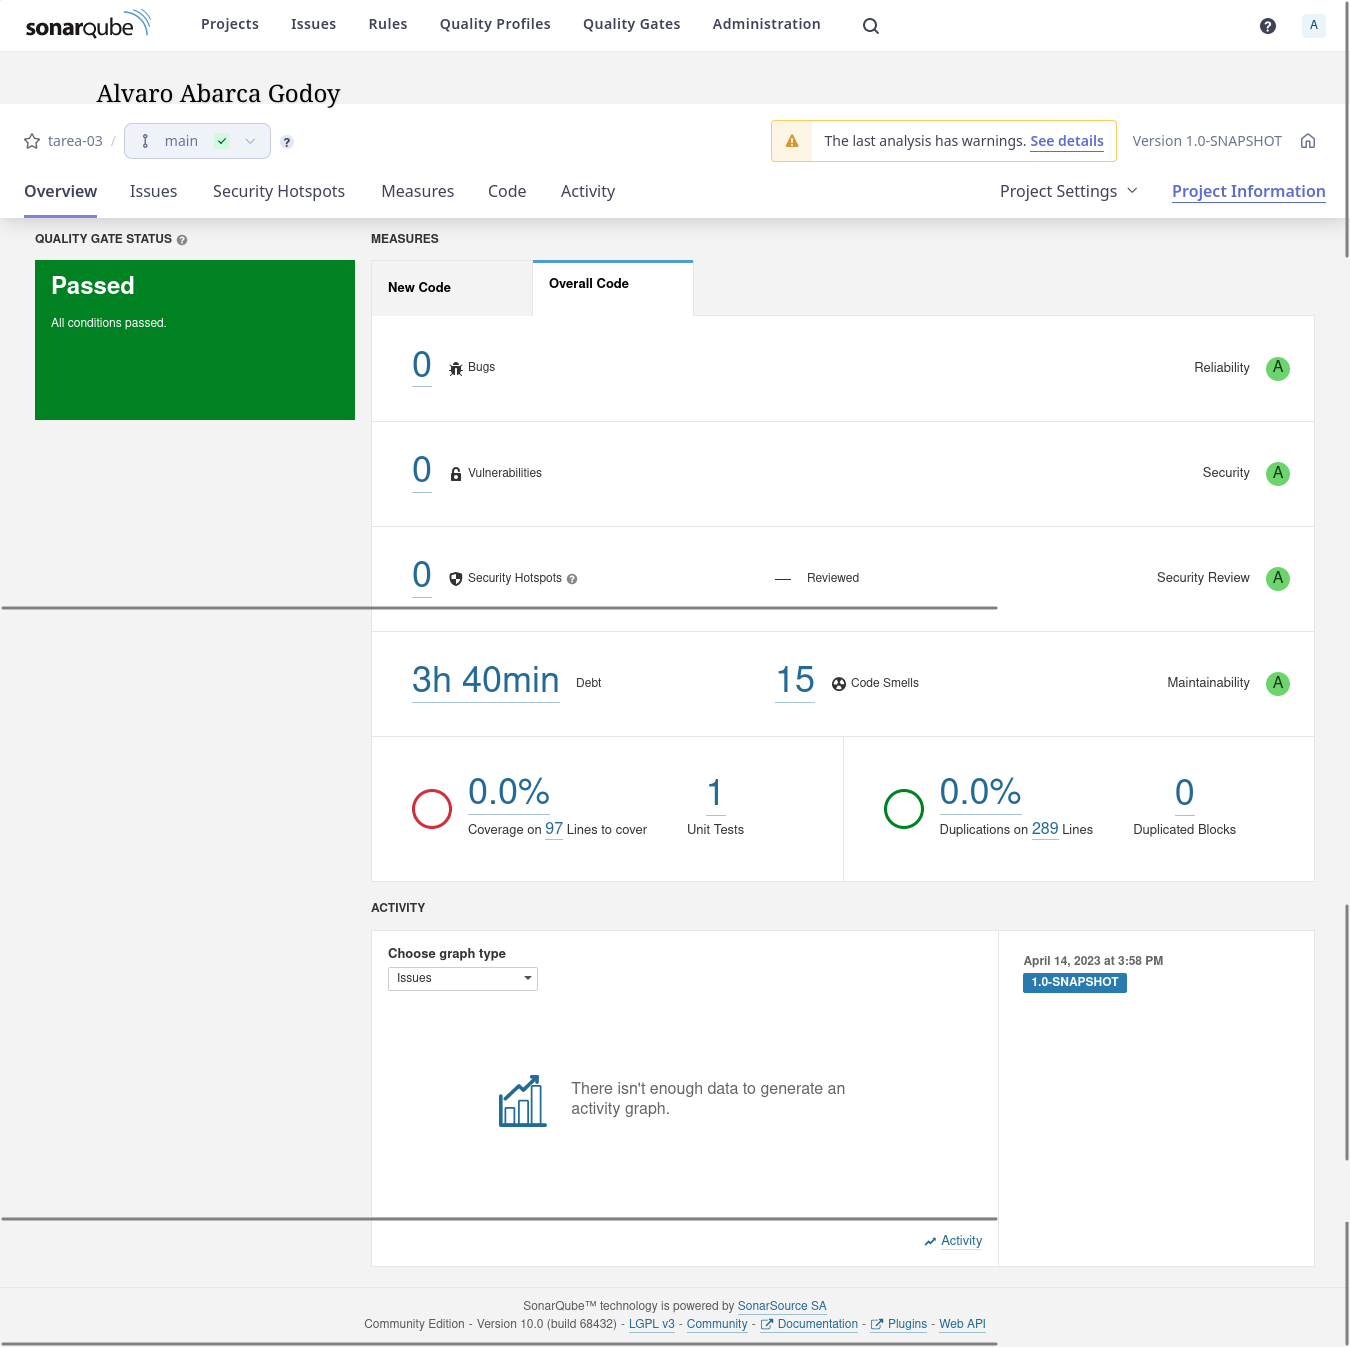 sonarqube Projects Issues Rules Quality Profiles Quality Gates Administration ? A
Alvaro Abarca Godoy
tarea-03 / main ? The last analysis has warnings. See details Version 1.0-SNAPSHOT
Overview Issues Security Hotspots Measures Code Activity Project Settings Project Information
QUALITY GATE STATUS ? MEASURES
Passed
All conditions passed.
New Code Overall Code
0 Bugs Reliability A
0 Vulnerabilities Security A
0 Security Hotspots ? — Reviewed Security Review A
3h 40min Debt 15 Code Smells Maintainability A
0.0% 1 0.0% 0
Coverage on 97 Lines to cover Unit Tests Duplications on 289 Lines Duplicated Blocks
ACTIVITY
Choose graph type
Issues
April 14, 2023 at 3:58 PM
1.0-SNAPSHOT
There isn't enough data to generate an
activity graph.
Activity
SonarQube™ technology is powered by SonarSource SA
Community Edition - Version 10.0 (build 68432) - LGPL v3 - Community - Documentation - Plugins - Web API